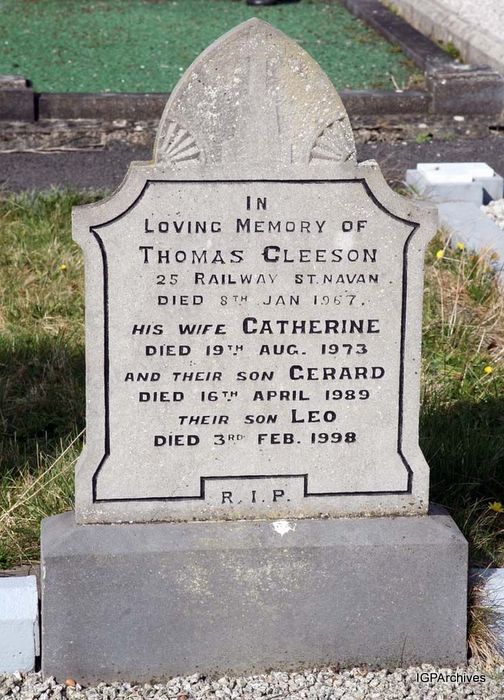 IN
LOVING MEMORY OF
THOMAS GLEESON
25 RAILWAY ST. NAVAN
DIED 8TH JAN 1967.
HIS WIFE CATHERINE
DIED 19TH AUG. 1973
AND THEIR SON GERARD
DIED 16TH APRIL 1989
THEIR SON LEO
DIED 3RD FEB. 1998
R.I.P.
IGPArchives